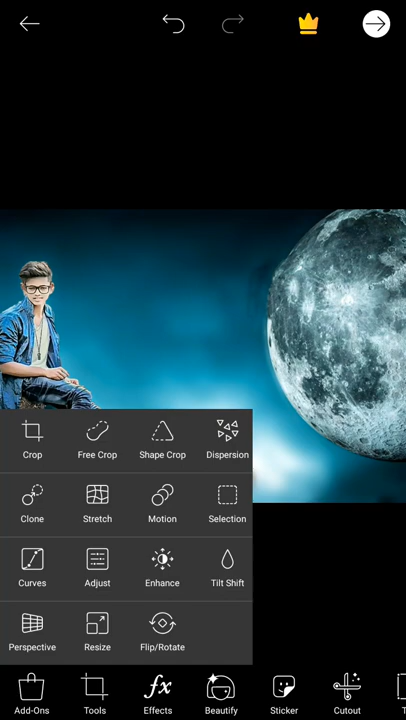 Crop Free Crop Shape Crop Dispersion
Clone Stretch Motion Selection
Curves Adjust Enhance Tilt Shift
Perspective Resize Flip/Rotate
Add-Ons Tools Effects Beautify Sticker Cutout